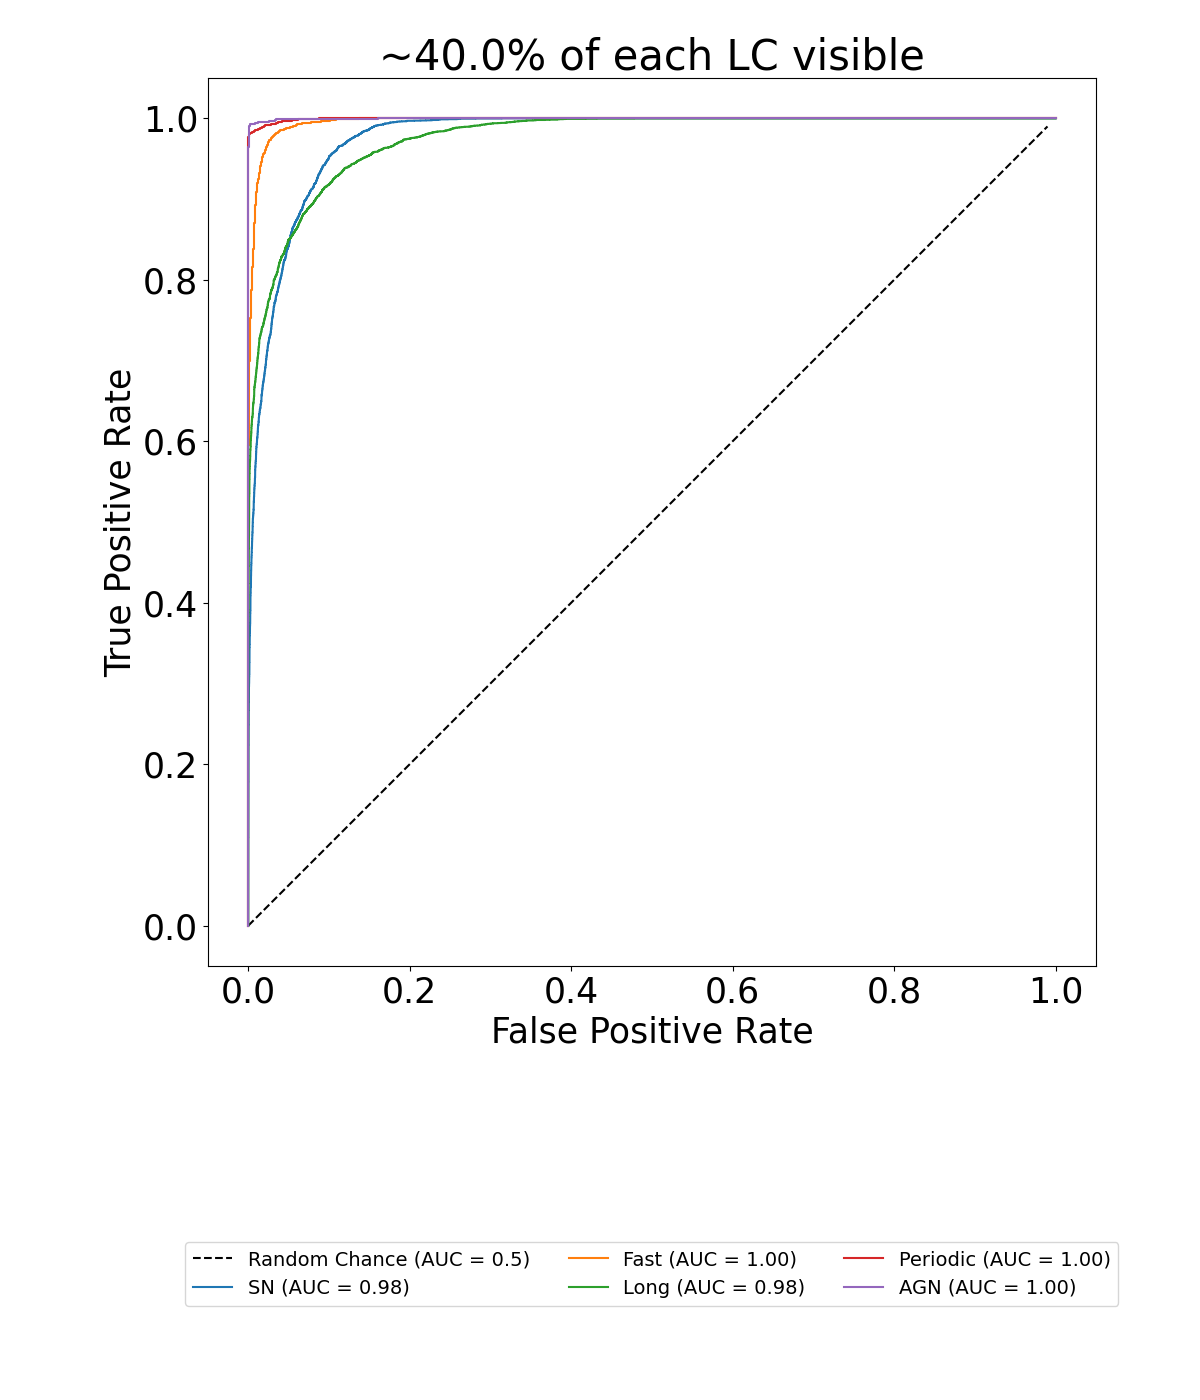 ~40.0% of each LC visible
True Positive Rate
1.0
0.8
0.6
0.4
0.2
0.0
0.0 0.2 0.4 0.6 0.8 1.0
False Positive Rate
Random Chance (AUC = 0.5)
SN (AUC = 0.98)
Fast (AUC = 1.00)
Long (AUC = 0.98)
Periodic (AUC = 1.00)
AGN (AUC = 1.00)